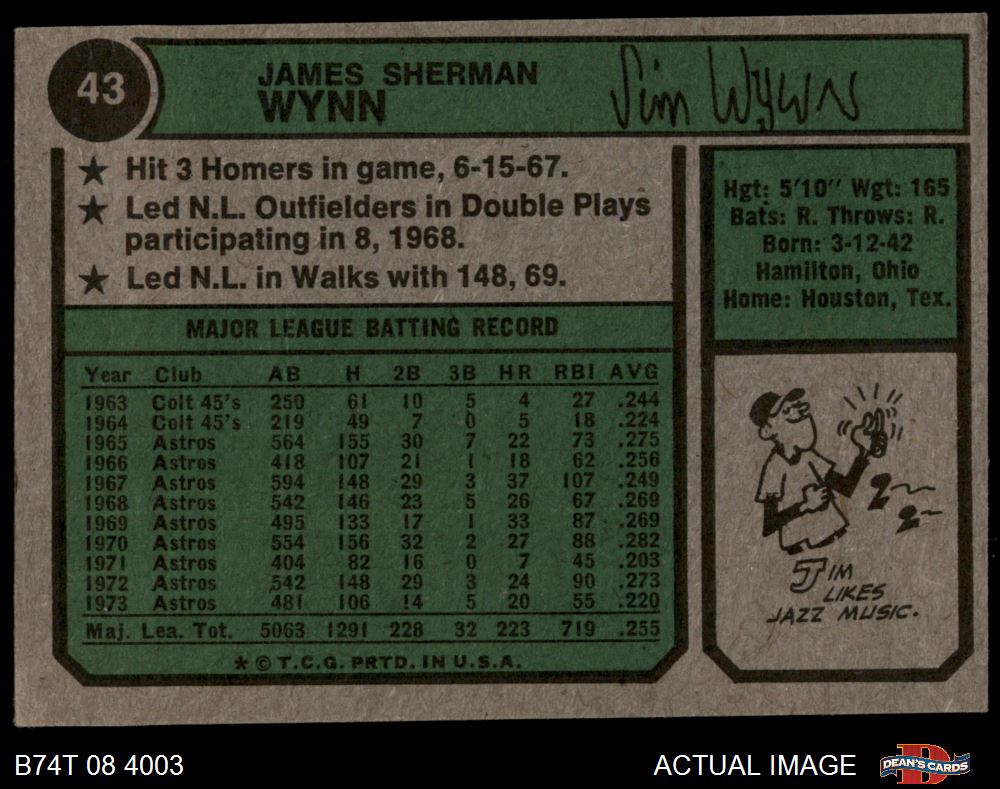 43
JAMES SHERMAN
WYNN
Jim Wynn
★ Hit 3 Homers in game, 6-15-67.
★ Led N.L. Outfielders in Double Plays
participating in 8, 1968.
★ Led N.L. in Walks with 148, 69.
Hgt: 5'10" Wgt: 165
Bats: R. Throws: R.
Born: 3-12-42
Hamilton, Ohio
Home: Houston, Tex.
MAJOR LEAGUE BATTING RECORD
Year Club AB H 2B 3B HR RBI AVG
1963 Colt 45's 250 61 10 5 4 27 .244
1964 Colt 45's 219 49 7 0 5 18 .224
1965 Astros 564 155 30 7 22 73 .275
1966 Astros 418 107 21 1 18 62 .256
1967 Astros 594 148 29 3 37 107 .249
1968 Astros 542 146 23 5 26 67 .269
1969 Astros 495 133 17 1 33 87 .269
1970 Astros 554 156 32 2 27 88 .282
1971 Astros 404 82 16 0 7 45 .203
1972 Astros 542 148 29 3 24 90 .273
1973 Astros 481 106 14 5 20 55 .220
Maj. Lea. Tot. 5063 1291 228 32 223 719 .255
* © T.C.G. PRTD. IN U.S.A.
JIM
LIKES
JAZZ MUSIC.
B74T 08 4003
ACTUAL IMAGE
D
DEAN'S CARDS